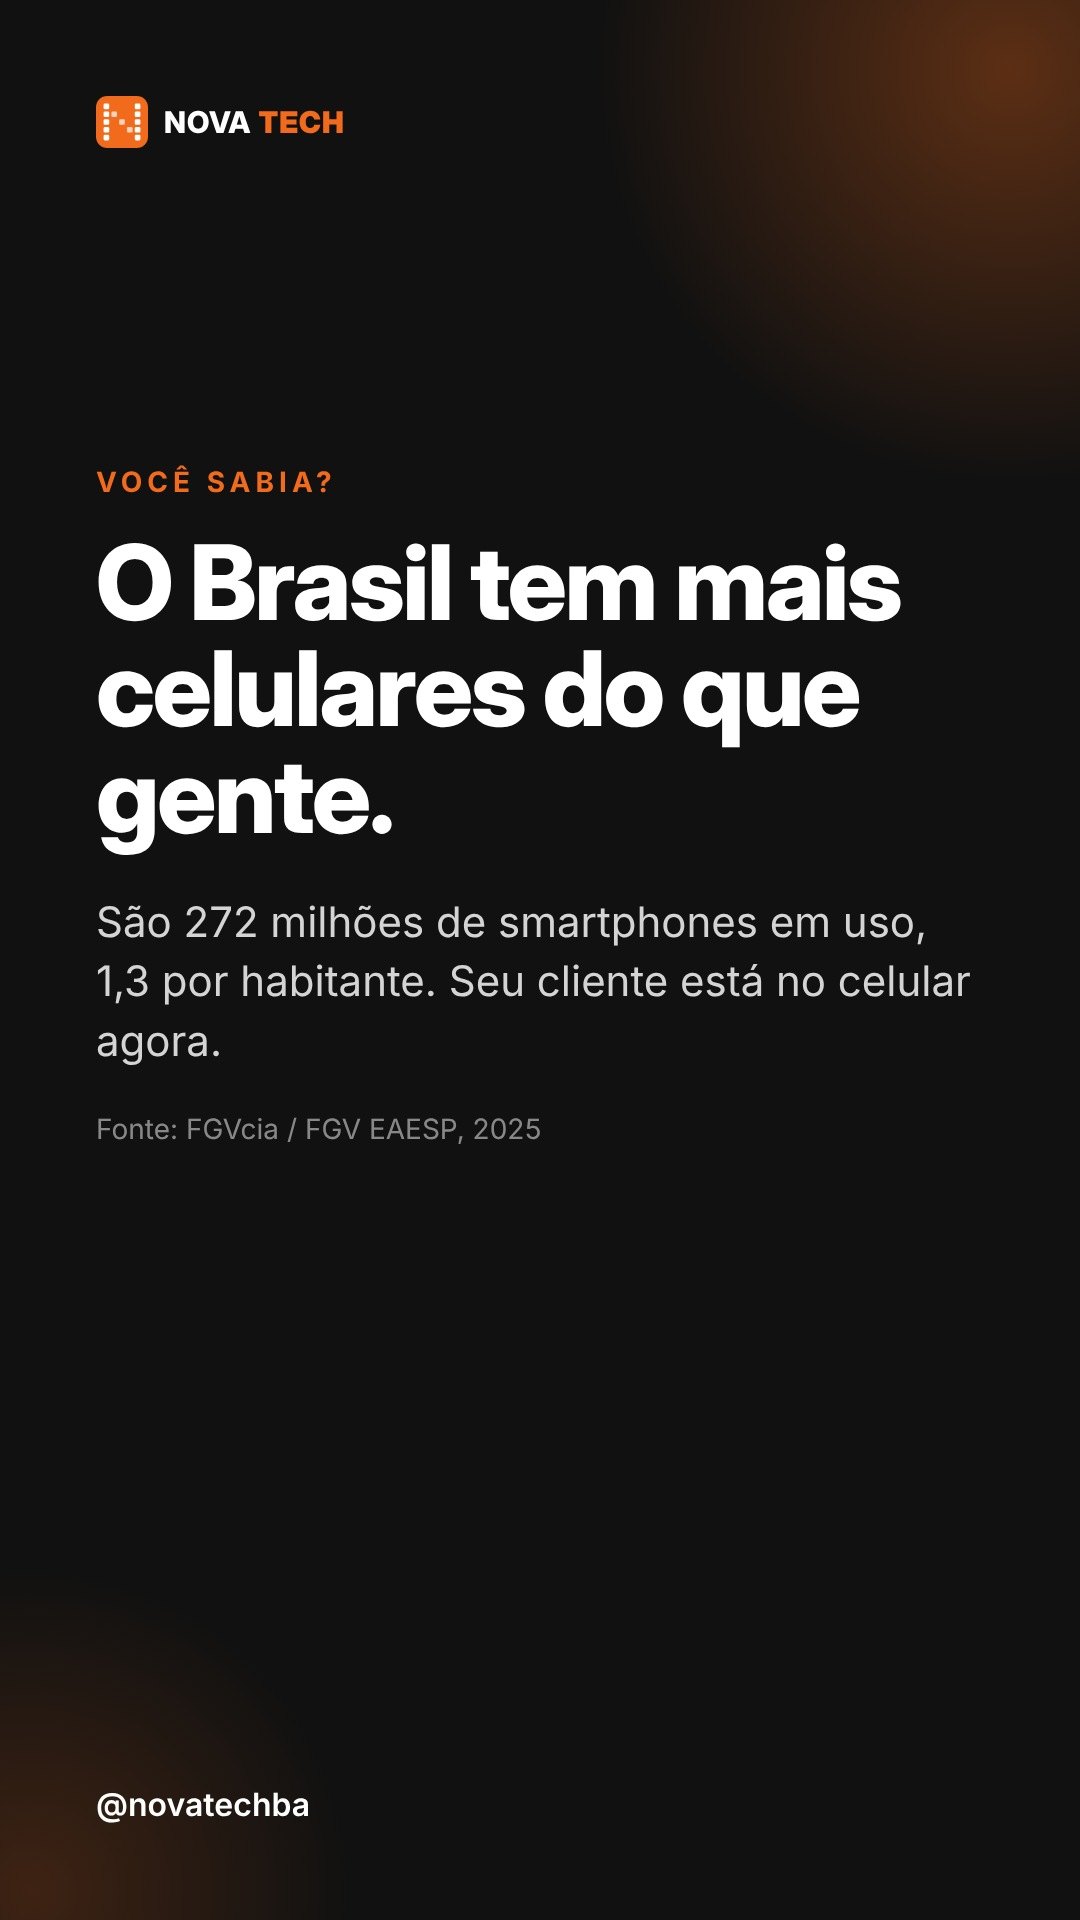 NOVA TECH
VOCÊ SABIA?
O Brasil tem mais
celulares do que
gente.
São 272 milhões de smartphones em uso,
1,3 por habitante. Seu cliente está no celular
agora.
Fonte: FGVcia / FGV EAESP, 2025
@novatechba